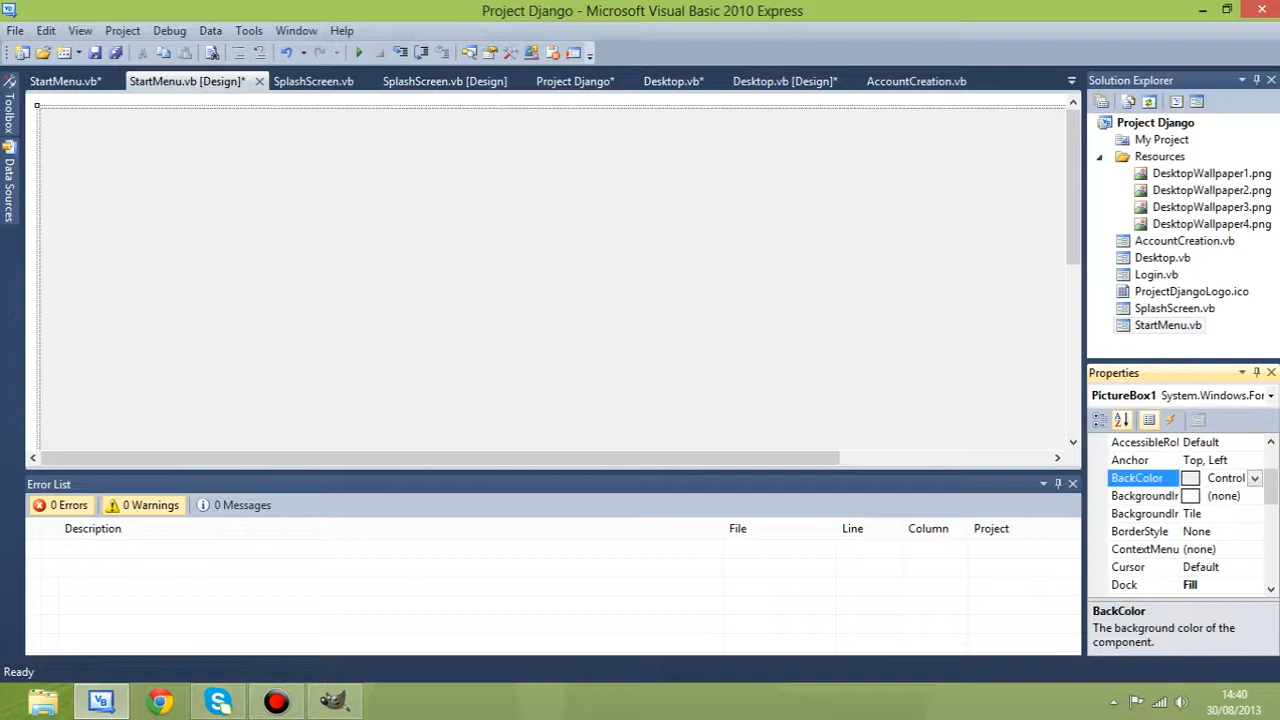 Project Django - Microsoft Visual Basic 2010 Express
File Edit View Project Debug Data Tools Window Help
StartMenu.vb* StartMenu.vb [Design]* SplashScreen.vb SplashScreen.vb [Design] Project Django* Desktop.vb* Desktop.vb [Design]* AccountCreation.vb
Toolbox
Data Sources
Solution Explorer
Project Django
My Project
Resources
DesktopWallpaper1.png
DesktopWallpaper2.png
DesktopWallpaper3.png
DesktopWallpaper4.png
AccountCreation.vb
Desktop.vb
Login.vb
ProjectDjangoLogo.ico
SplashScreen.vb
StartMenu.vb
Properties
PictureBox1 System.Windows.For
AccessibleRol Default
Anchor Top, Left
BackColor Control
BackgroundIr (none)
BackgroundIr Tile
BorderStyle None
ContextMenu (none)
Cursor Default
Dock Fill
BackColor
The background color of the
component.
Error List
0 Errors 0 Warnings 0 Messages
Description File Line Column Project
Ready
14:40
30/08/2013